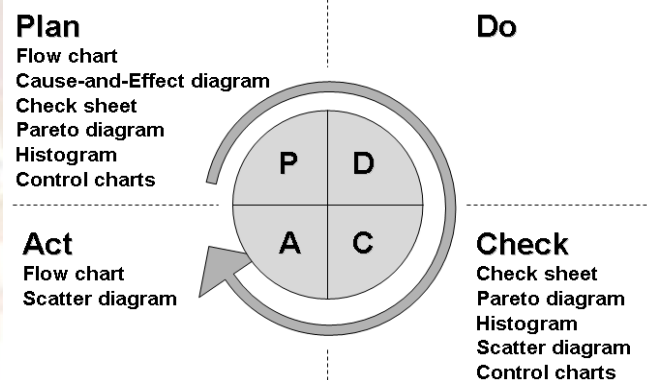 Plan
Flow chart
Cause-and-Effect diagram
Check sheet
Pareto diagram
Histogram
Control charts
Do
P
D
A
C
Act
Flow chart
Scatter diagram
Check
Check sheet
Pareto diagram
Histogram
Scatter diagram
Control charts